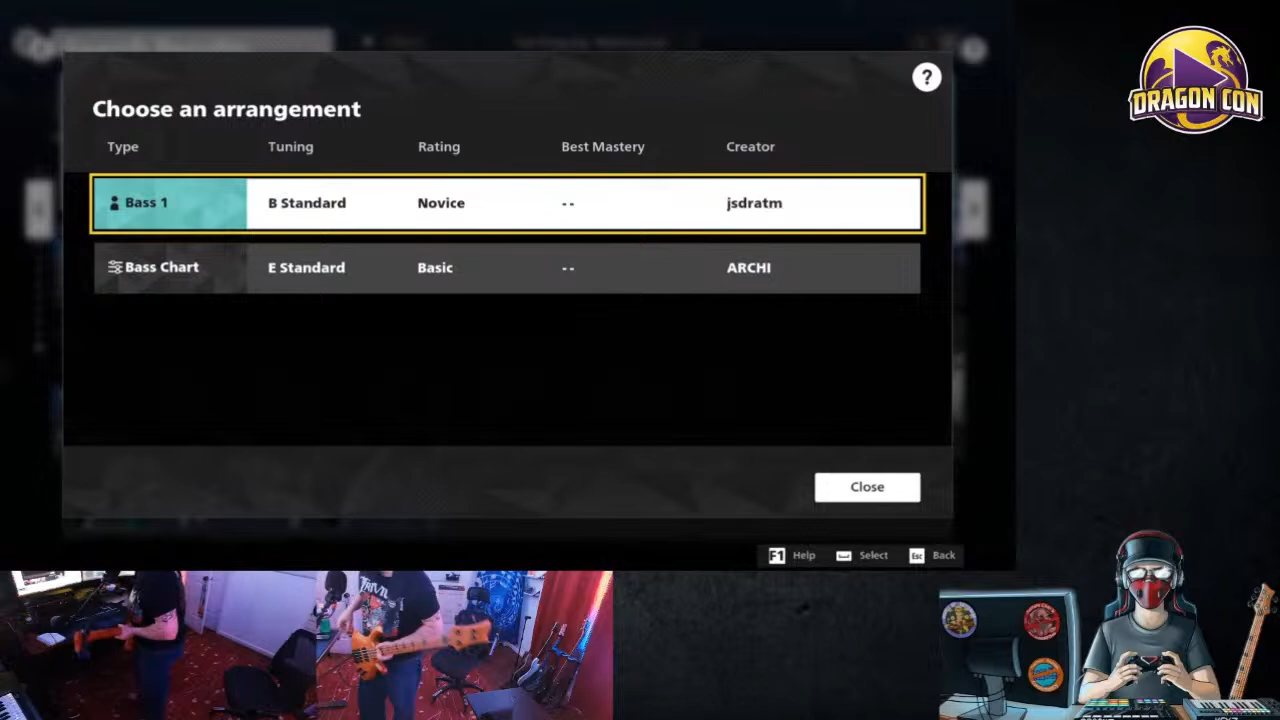 DRAGON CON
?
Choose an arrangement
Type Tuning Rating Best Mastery Creator
Bass 1 B Standard Novice -- jsdratm
Bass Chart E Standard Basic -- ARCHI
Close
F1 Help Select Esc Back
TRIVI